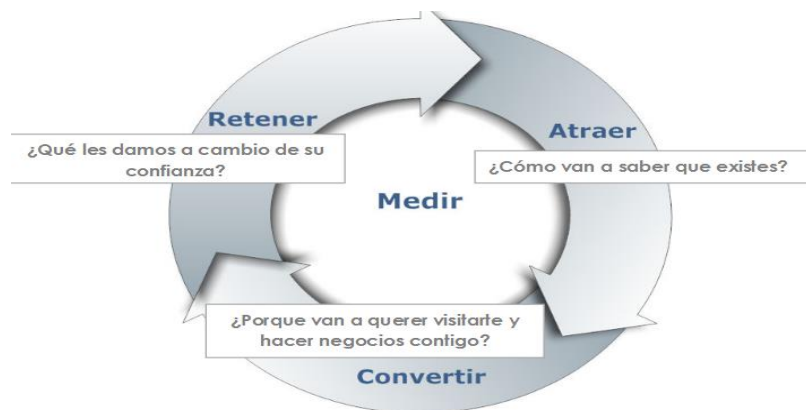 Retener
¿Qué les damos a cambio de su
confianza?
Atraer
¿Cómo van a saber que existes?
Medir
¿Porque van a querer visitarte y
hacer negocios contigo?
Convertir